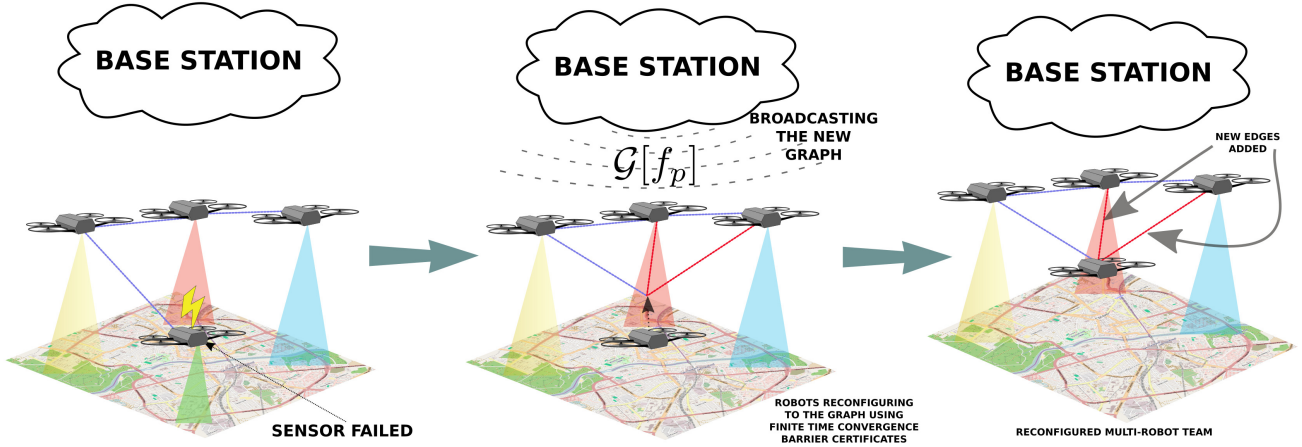 BASE STATION
SENSOR FAILED
BASE STATION
BROADCASTING
THE NEW
GRAPH
𝒢[f_p]
ROBOTS RECONFIGURING
TO THE GRAPH USING
FINITE TIME CONVERGENCE
BARRIER CERTIFICATES
BASE STATION
NEW EDGES
ADDED
RECONFIGURED MULTI-ROBOT TEAM